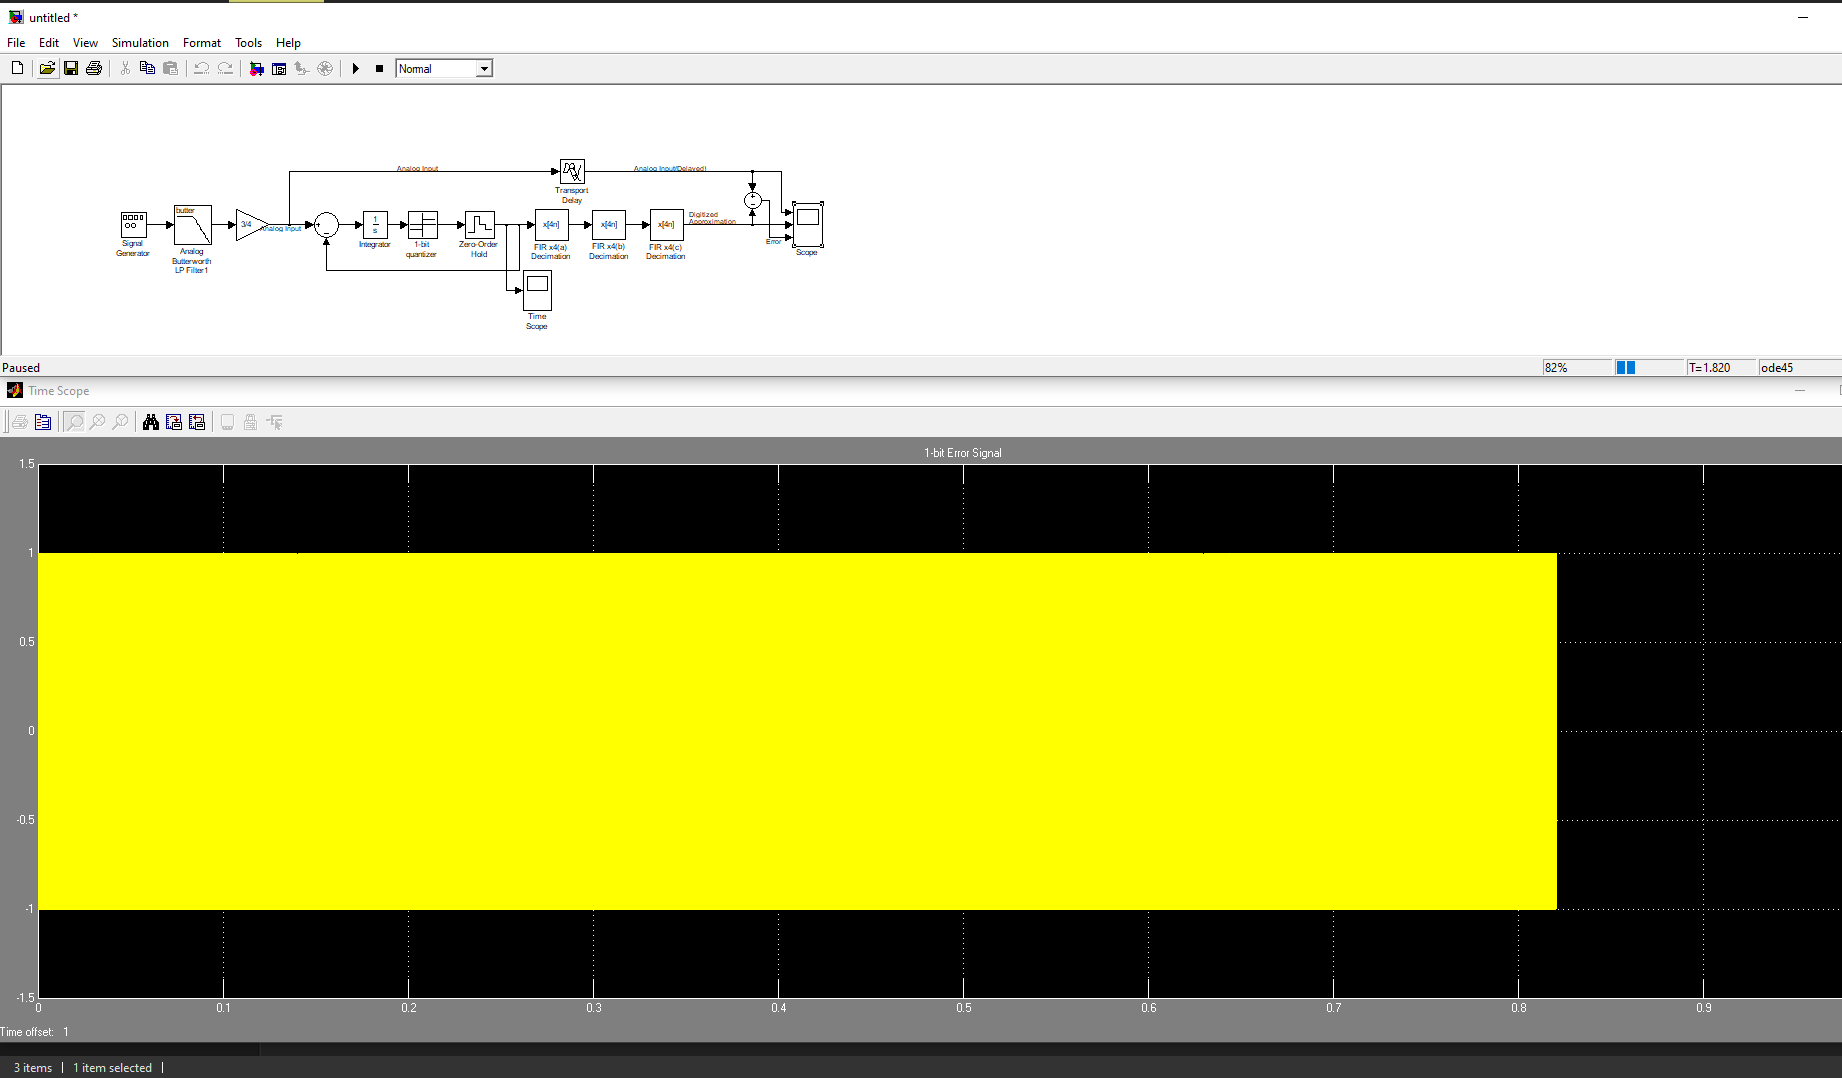 untitled *
File Edit View Simulation Format Tools Help
Normal
Analog Input
Analog Input(Delayed)
Transport
Delay
butter
3/4
Analog Input
+
−
1
s
x[4n]
x[4n]
x[4n]
Digitized
Approximation
+
−
Error
Signal
Generator
Analog
Butterworth
LP Filter1
Integrator
1-bit
quantizer
Zero-Order
Hold
FIR x4(a)
Decimation
FIR x4(b)
Decimation
FIR x4(c)
Decimation
Scope
Time
Scope
Paused 82% T=1.820 ode45
Time Scope
1-bit Error Signal
1.5
1
0.5
0
-0.5
-1
-1.5
0 0.1 0.2 0.3 0.4 0.5 0.6 0.7 0.8 0.9
Time offset: 1
3 items | 1 item selected |